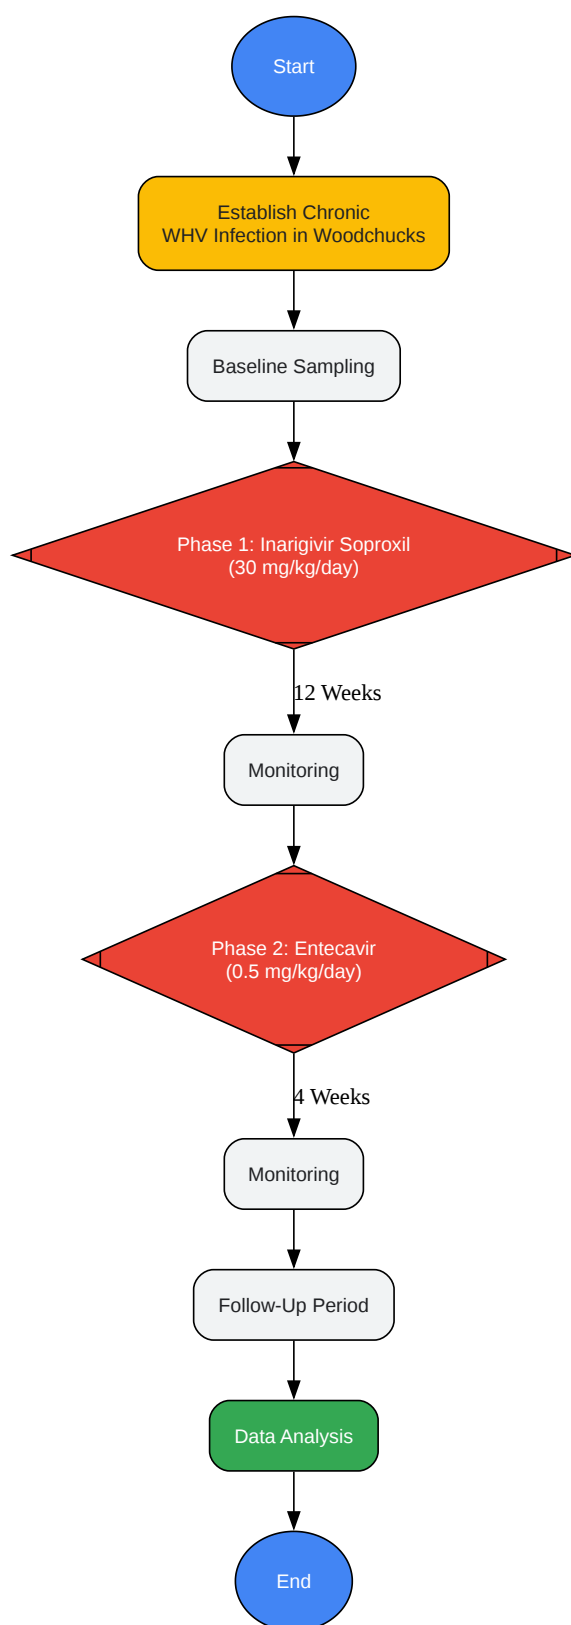 Start
Establish Chronic
WHV Infection in Woodchucks
Baseline Sampling
Phase 1: Inarigivir Soproxil
(30 mg/kg/day)
12 Weeks
Monitoring
Phase 2: Entecavir
(0.5 mg/kg/day)
4 Weeks
Monitoring
Follow-Up Period
Data Analysis
End